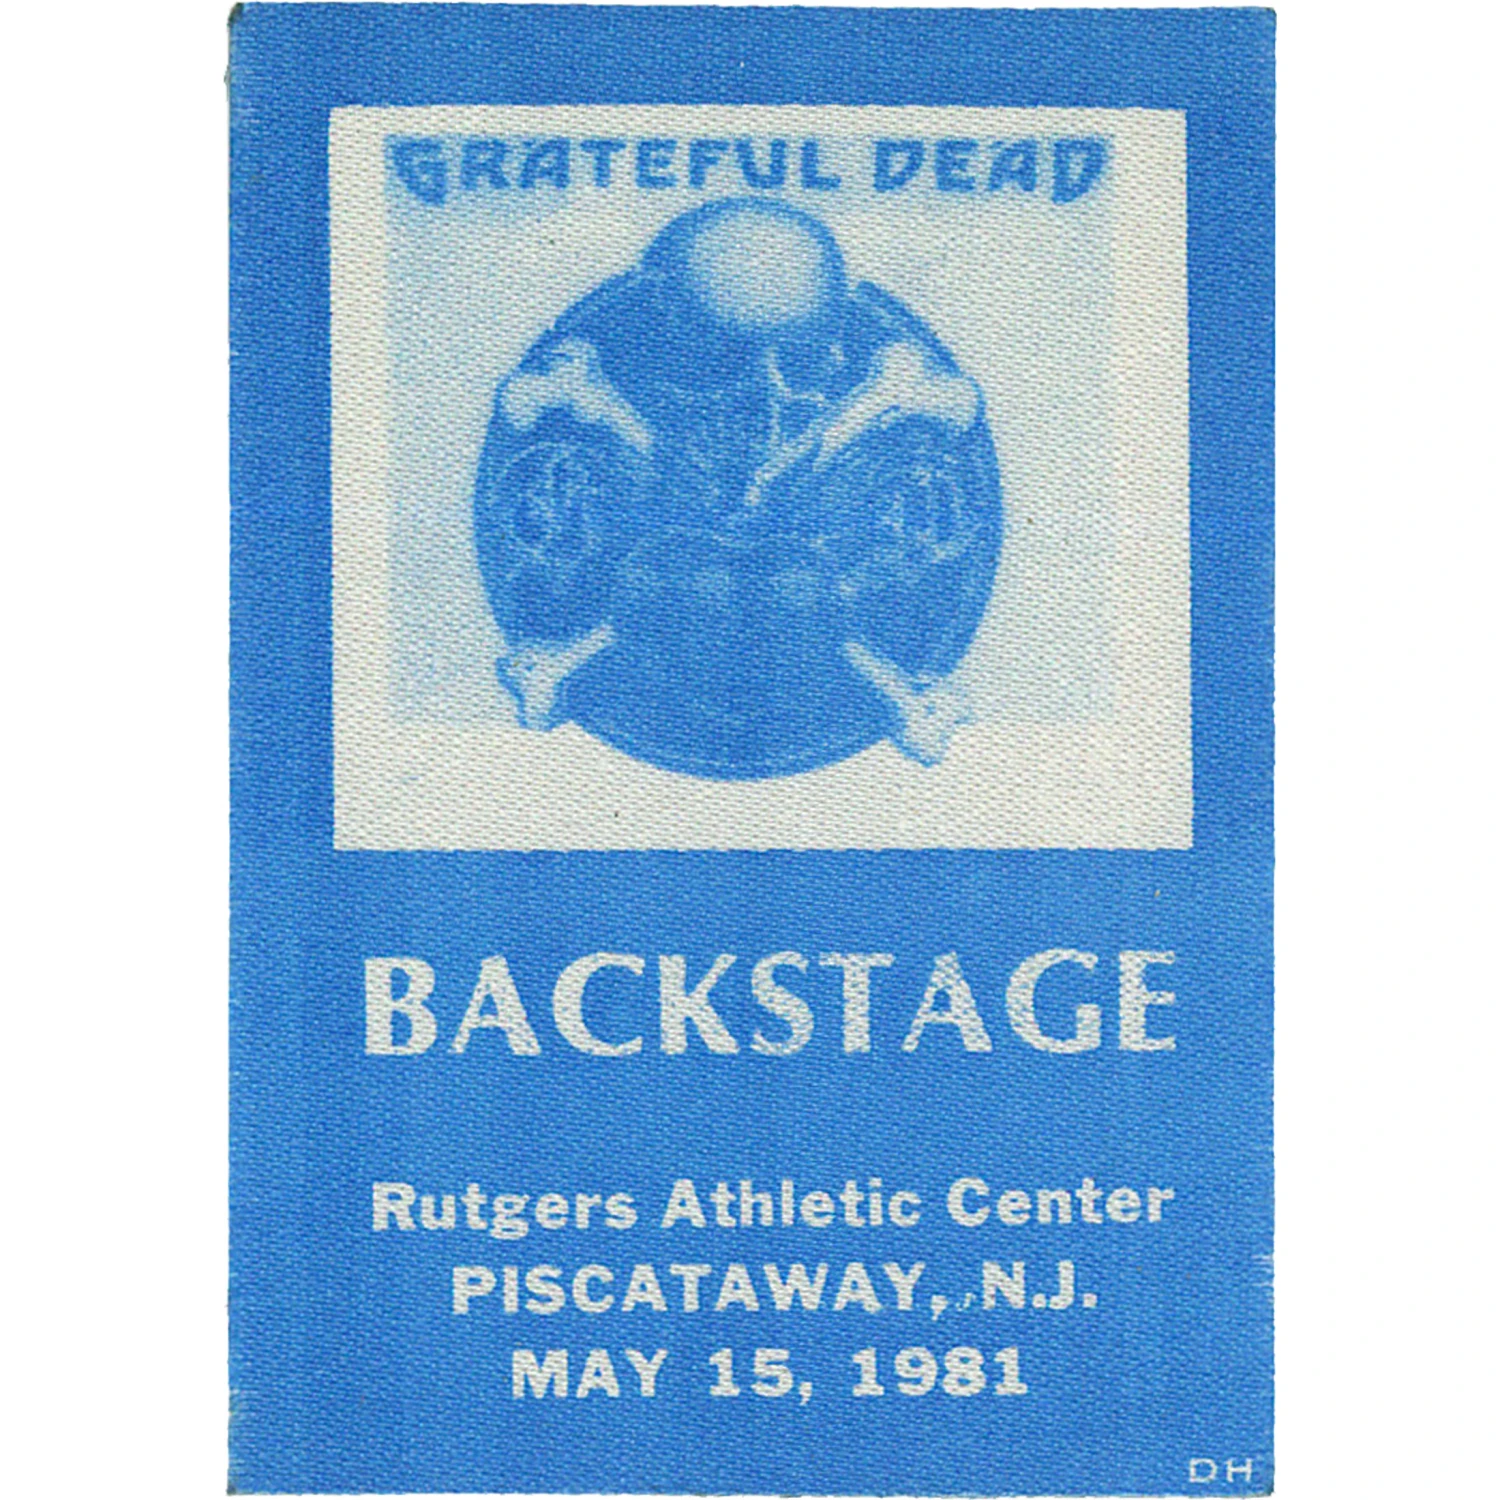 GRATEFUL DEAD
BACKSTAGE
Rutgers Athletic Center
PISCATAWAY, N.J.
MAY 15, 1981
DH